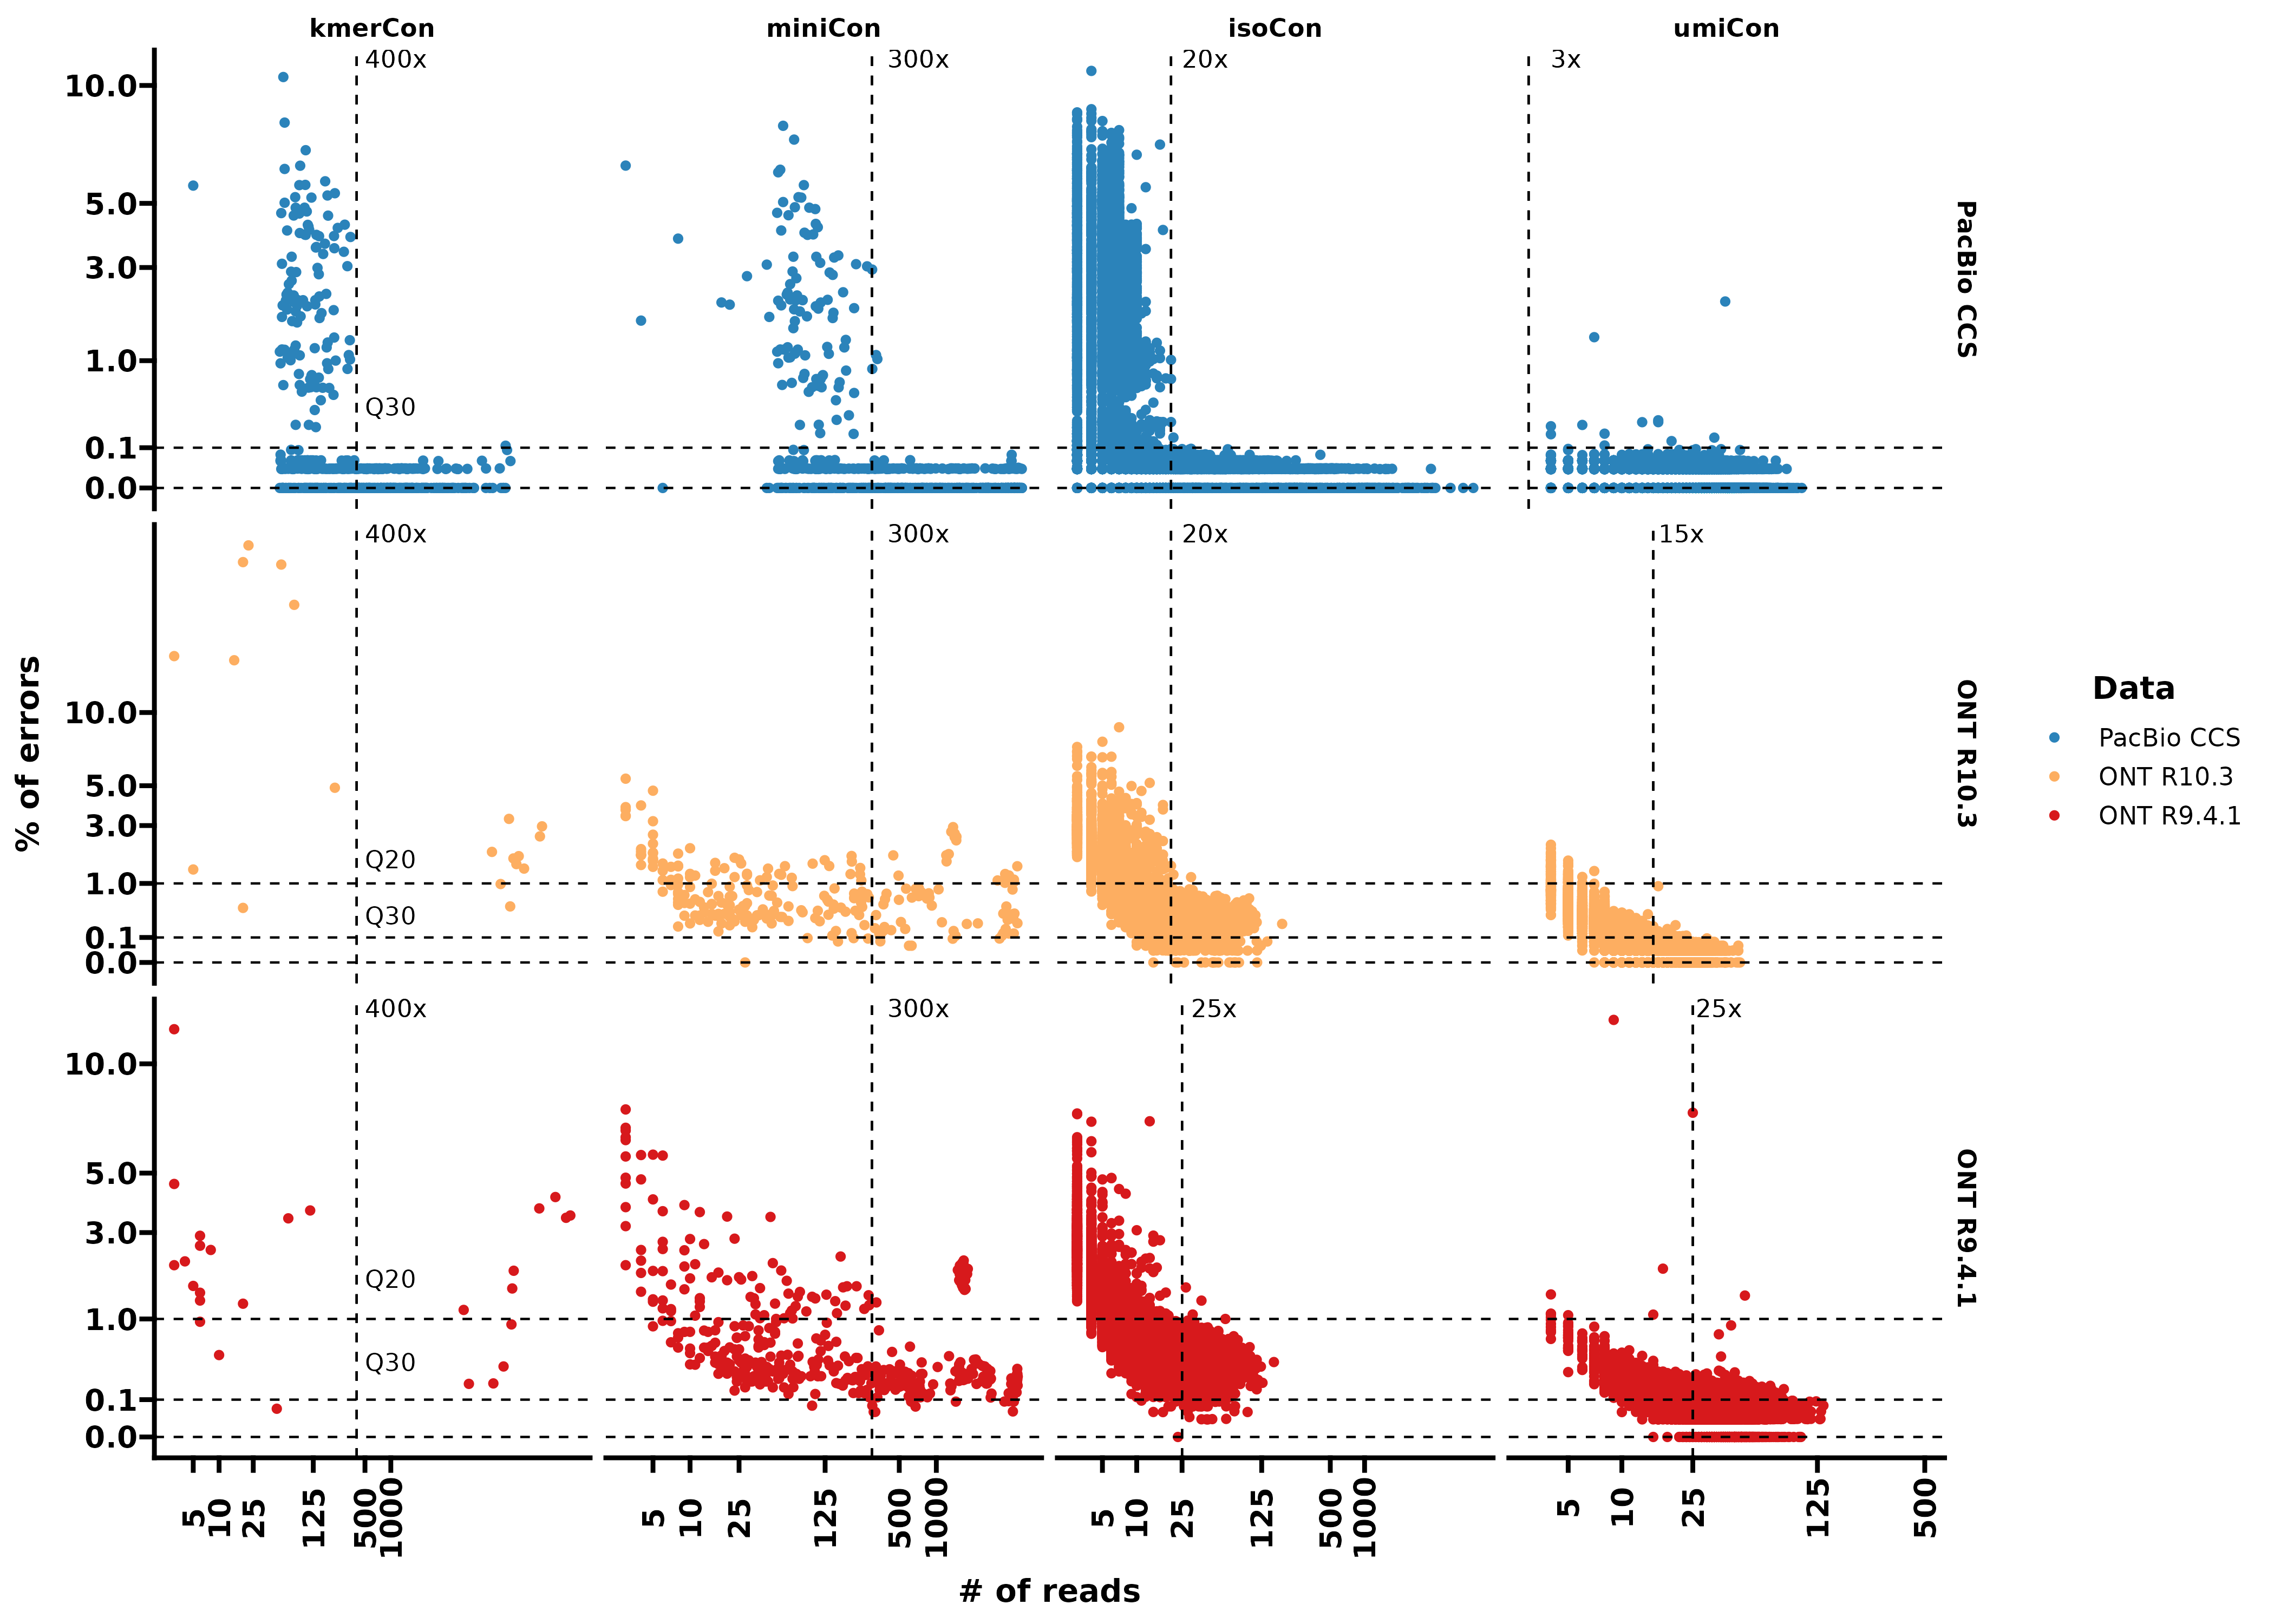 kmerCon miniCon isoCon umiCon
400x 300x 20x 3x
10.0
5.0
3.0
1.0
Q30
0.1
0.0
PacBio CCS
400x 300x 20x 15x
10.0
5.0
3.0
Q20
1.0
Q30
0.1
0.0
ONT R10.3
400x 300x 25x 25x
10.0
5.0
3.0
Q20
1.0
Q30
0.1
0.0
ONT R9.4.1
% of errors
5 10 25 125 500 1000
5 10 25 125 500 1000
5 10 25 125 500 1000
5 10 25 125 500
# of reads
Data
PacBio CCS
ONT R10.3
ONT R9.4.1